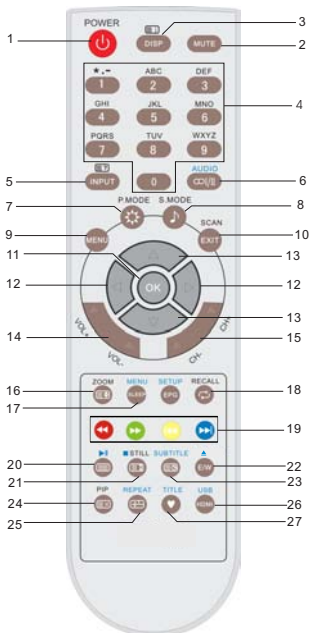 POWER
3
1
DISP
MUTE
2
*.- ABC DEF
1 2 3
GHI JKL MNO
4 5 6
4
PQRS TUV WXYZ
7 8 9
AUDIO
5
INPUT
0
6
P.MODE S.MODE
7
8
SCAN
9
MENU
EXIT
10
11
13
12
OK
12
13
VOL+
VOL-
CH+
CH-
14
15
ZOOM MENU SETUP RECALL
16
SLEEP
EPG
18
17
19
STILL SUBTITLE
20
E/W
22
21
23
PIP REPEAT TITLE USB
24
HDMI
26
25
27